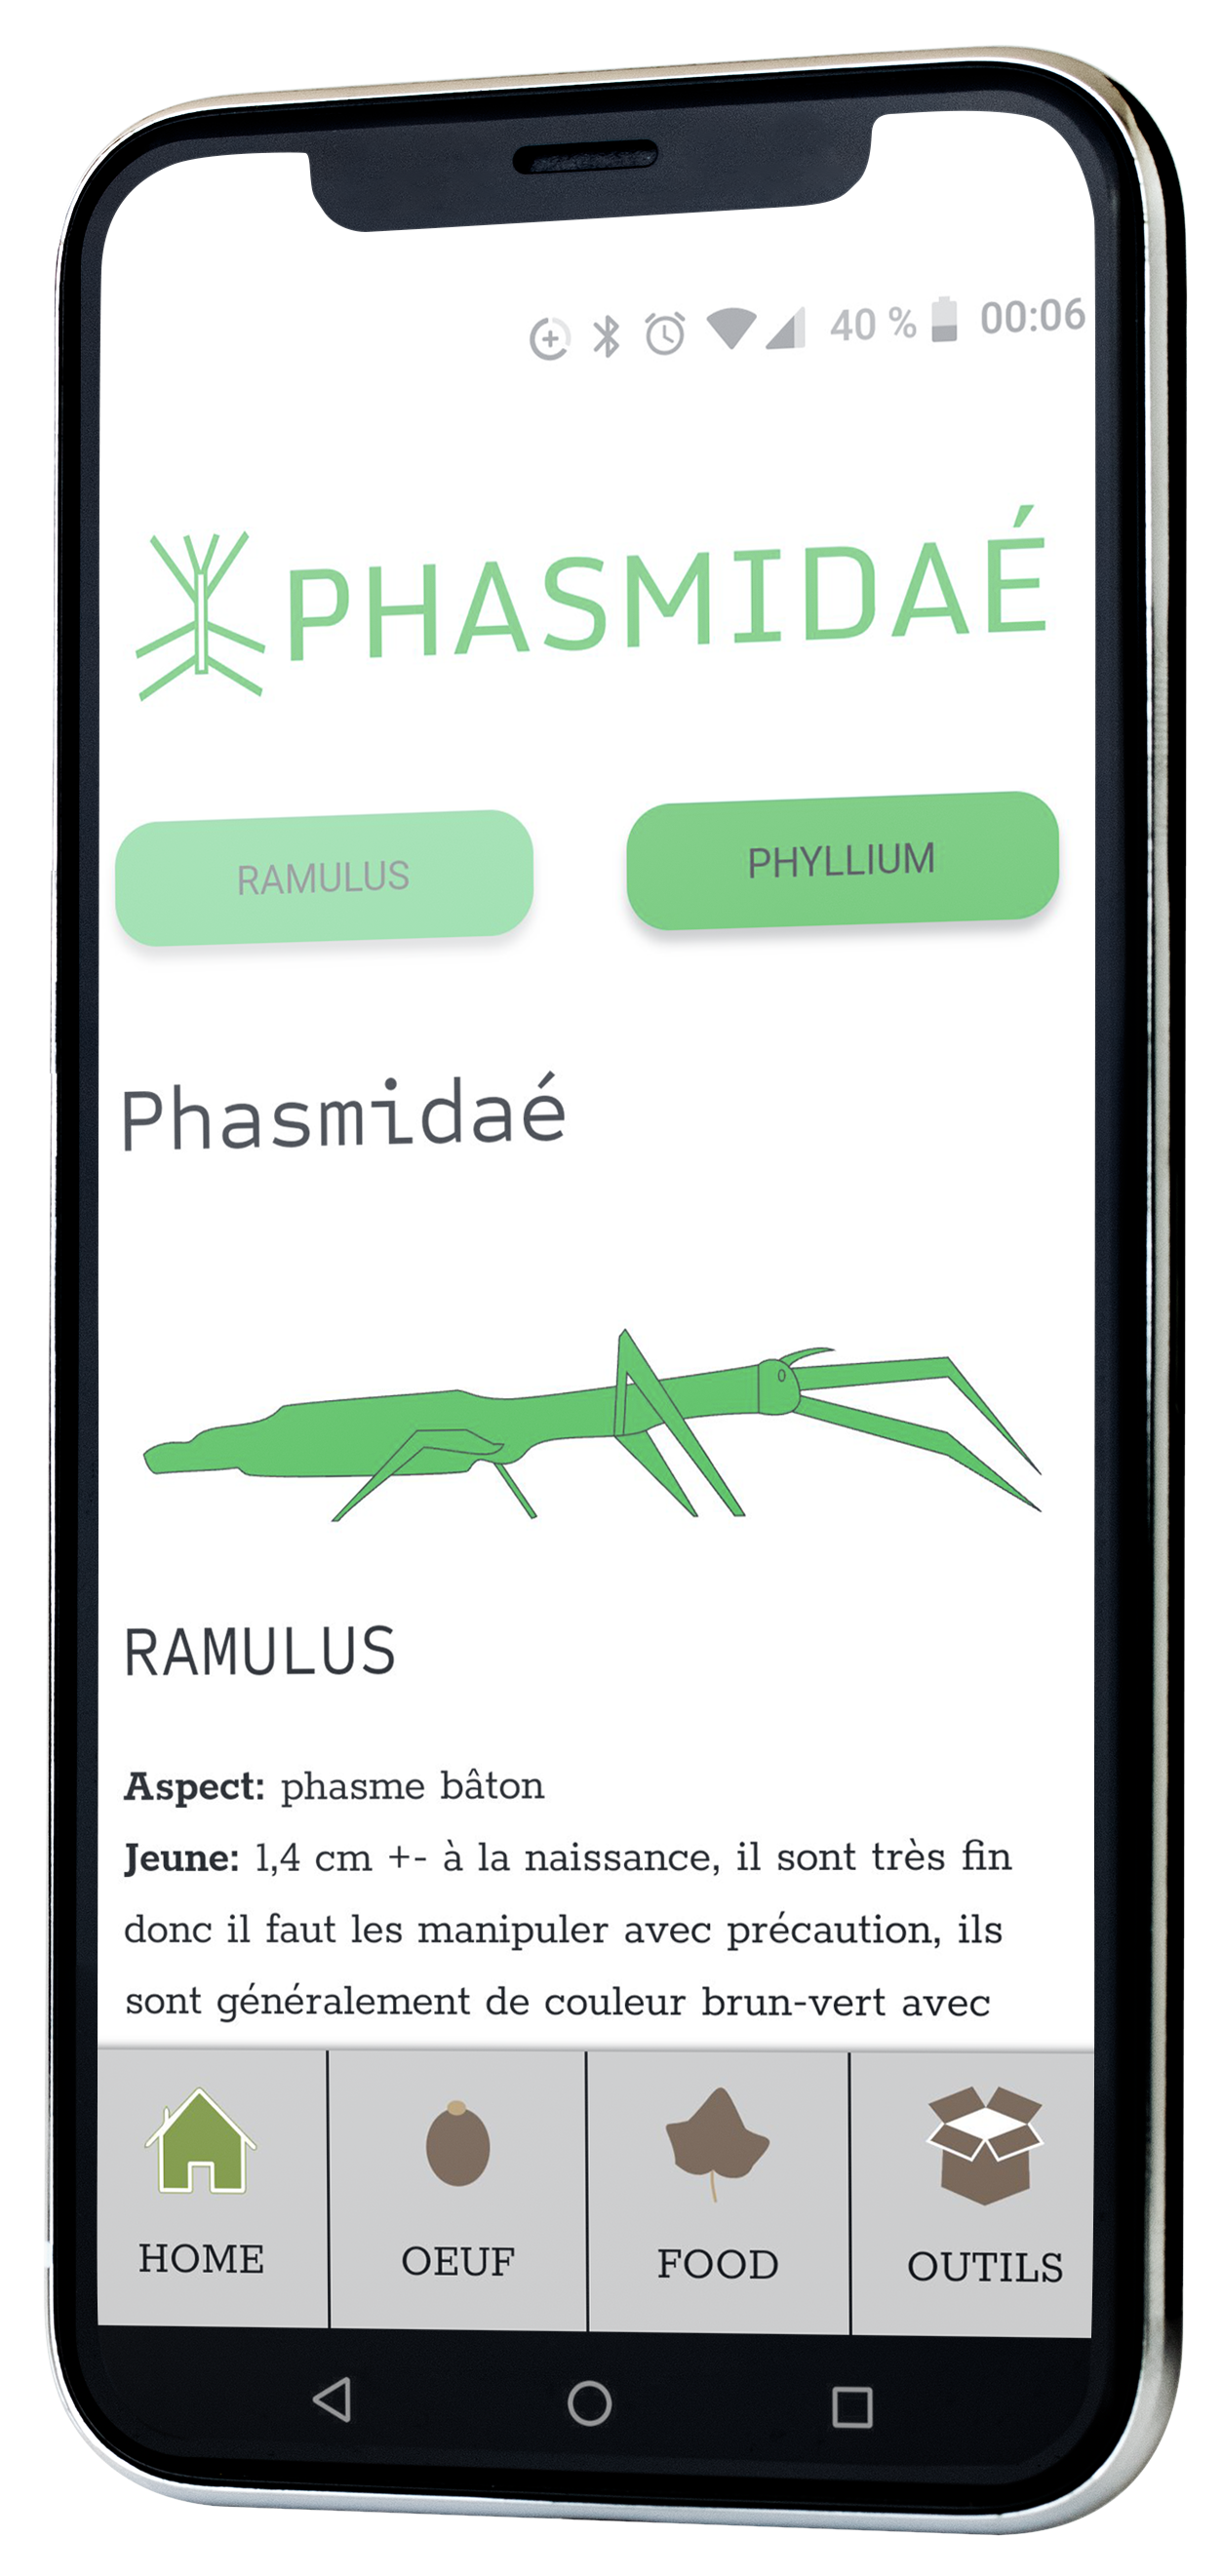 40 % 00:06
PHASMIDAÉ
RAMULUS PHYLLIUM
Phasmidaé
RAMULUS
Aspect: phasme bâton
Jeune: 1,4 cm +- à la naissance, il sont très fin
donc il faut les manipuler avec précaution, ils
sont généralement de couleur brun-vert avec
HOME OEUF FOOD OUTILS